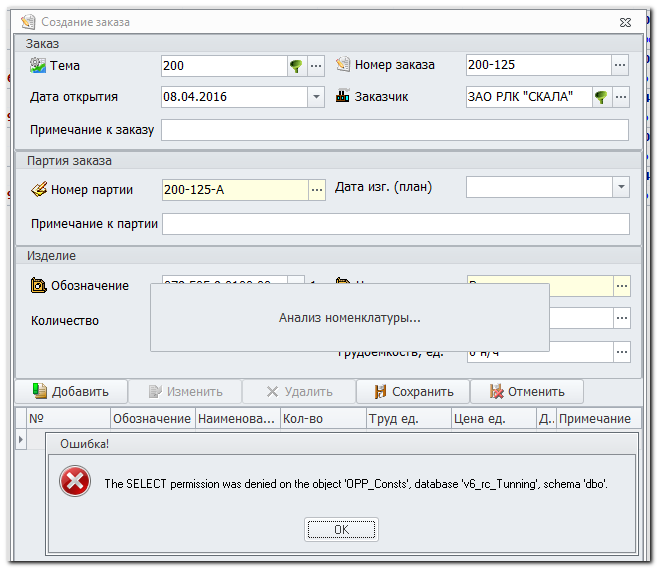 Создание заказа
Заказ
Тема 200 Номер заказа 200-125
Дата открытия 08.04.2016 Заказчик ЗАО РЛК "СКАЛА"
Примечание к заказу
Партия заказа
Номер партии 200-125-А Дата изг. (план)
Примечание к партии
Изделие
Обозначение
Анализ номенклатуры...
Количество
Трудоемкость, ед. 0 н/ч
Добавить Изменить Удалить Сохранить Отменить
№ Обозначение Наименова... Кол-во Труд ед. Цена ед. Д.. Примечание
Ошибка!
The SELECT permission was denied on the object 'OPP_Consts', database 'v6_rc_Tunning', schema 'dbo'.
OK